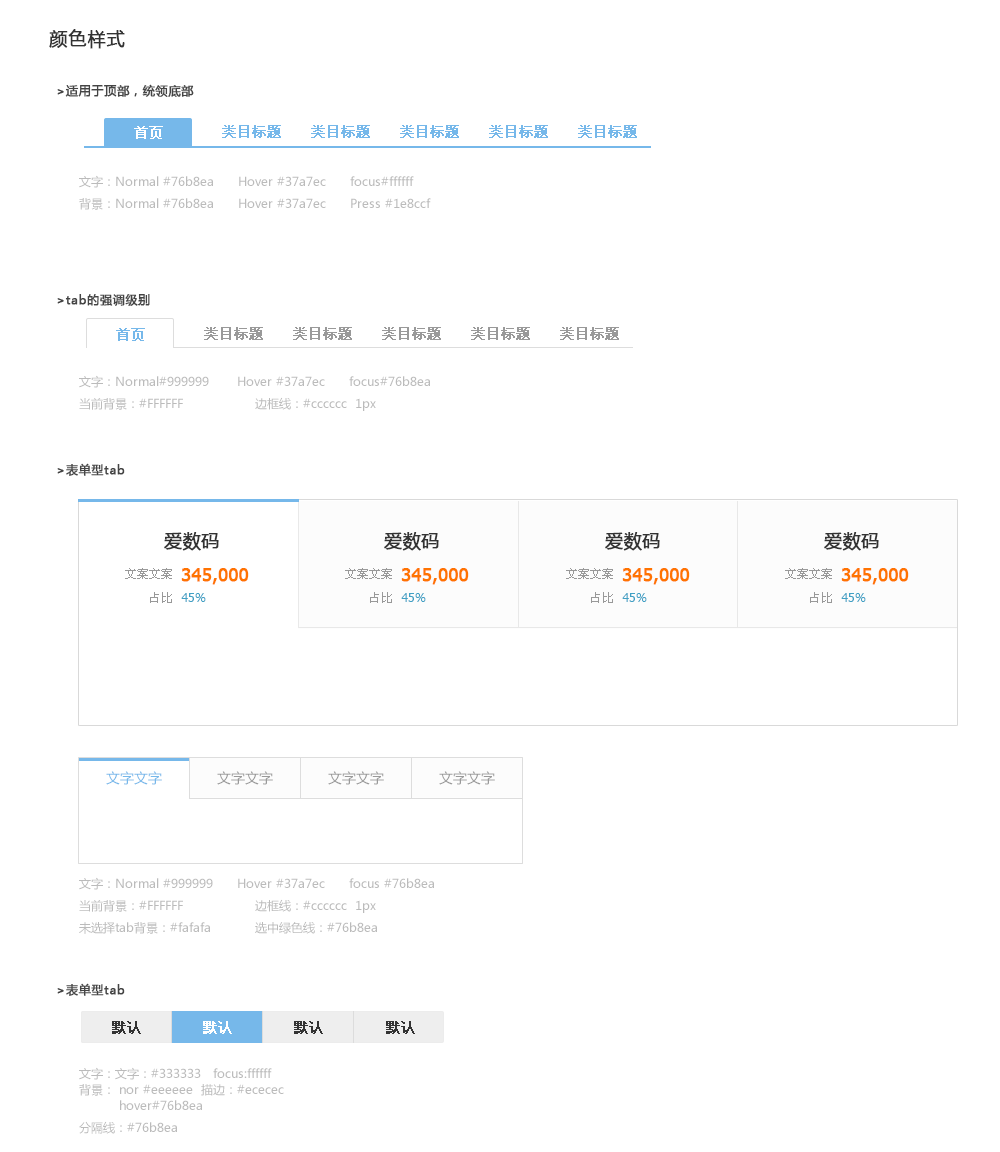 颜色样式
>适用于顶部，统领底部
首页 类目标题 类目标题 类目标题 类目标题 类目标题
文字：Normal #76b8ea Hover #37a7ec focus#ffffff
背景：Normal #76b8ea Hover #37a7ec Press #1e8ccf
>tab的强调级别
首页 类目标题 类目标题 类目标题 类目标题 类目标题
文字：Normal#999999 Hover #37a7ec focus#76b8ea
当前背景：#FFFFFF 边框线：#cccccc 1px
>表单型tab
爱数码 爱数码 爱数码 爱数码
文案文案 345,000 文案文案 345,000 文案文案 345,000 文案文案 345,000
占比 45% 占比 45% 占比 45% 占比 45%
文字文字 文字文字 文字文字 文字文字
文字：Normal #999999 Hover #37a7ec focus #76b8ea
当前背景：#FFFFFF 边框线：#cccccc 1px
未选择tab背景：#fafafa 选中绿色线：#76b8ea
>表单型tab
默认 默认 默认 默认
文字：文字：#333333 focus:ffffff
背景： nor #eeeeee 描边：#ececec
hover#76b8ea
分隔线：#76b8ea